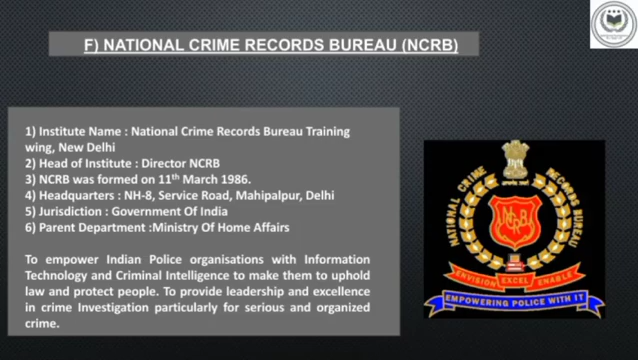 F) NATIONAL CRIME RECORDS BUREAU (NCRB)
1) Institute Name : National Crime Records Bureau Training
wing, New Delhi
2) Head of Institute : Director NCRB
3) NCRB was formed on 11th March 1986.
4) Headquarters : NH-8, Service Road, Mahipalpur, Delhi
5) Jurisdiction : Government Of India
6) Parent Department :Ministry Of Home Affairs
To empower Indian Police organisations with Information
Technology and Criminal Intelligence to make them to uphold
law and protect people. To provide leadership and excellence
in crime Investigation particularly for serious and organized
crime.
NATIONAL CRIME RECORDS BUREAU
NCRB
ENVISION EXCEL ENABLE
EMPOWERING POLICE WITH IT